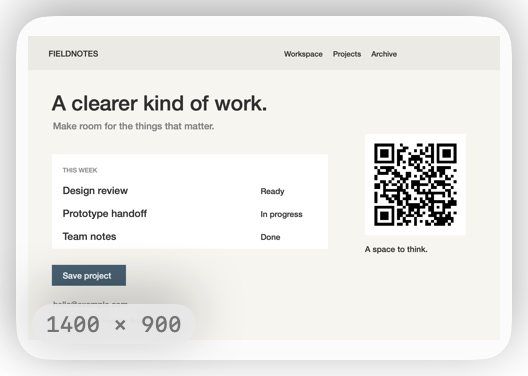 FIELDNOTES
Workspace Projects Archive
A clearer kind of work.
Make room for the things that matter.
THIS WEEK
Design review Ready
Prototype handoff In progress
Team notes Done
A space to think.
Save project
1400 × 900